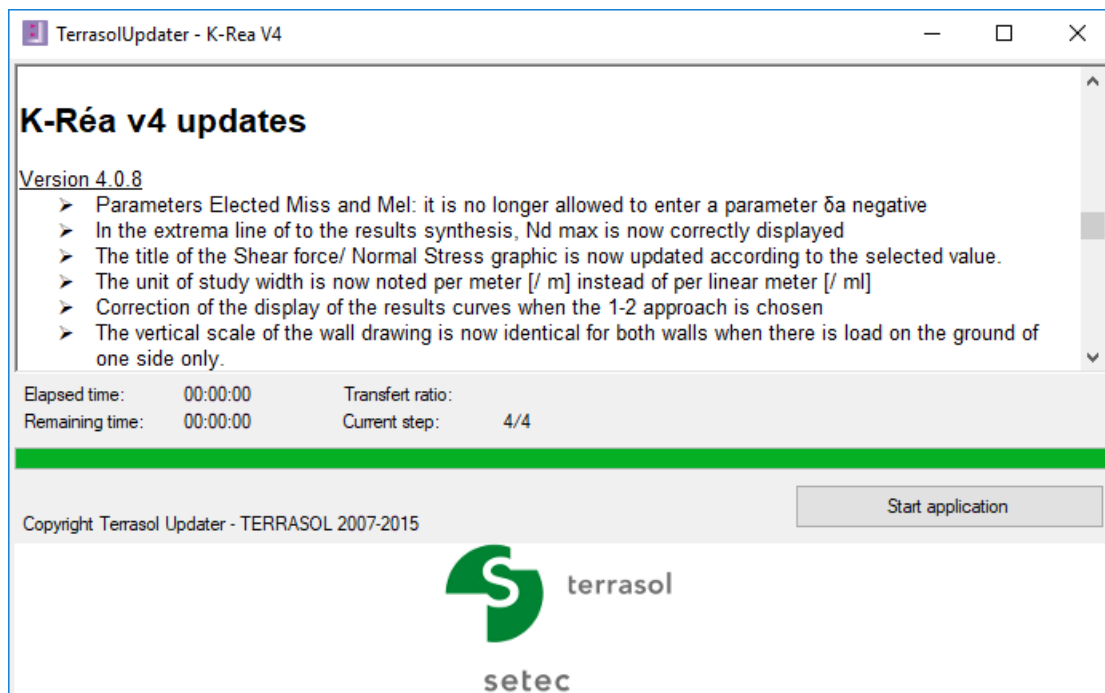 TerrasolUpdater - K-Rea V4
K-Réa v4 updates
Version 4.0.8
➢ Parameters Elected Miss and Mel: it is no longer allowed to enter a parameter δa negative
➢ In the extrema line of to the results synthesis, Nd max is now correctly displayed
➢ The title of the Shear force/ Normal Stress graphic is now updated according to the selected value.
➢ The unit of study width is now noted per meter [/ m] instead of per linear meter [/ ml]
➢ Correction of the display of the results curves when the 1-2 approach is chosen
➢ The vertical scale of the wall drawing is now identical for both walls when there is load on the ground of
one side only.
Elapsed time: 00:00:00 Transfert ratio:
Remaining time: 00:00:00 Current step: 4/4
Start application
Copyright Terrasol Updater - TERRASOL 2007-2015
S terrasol
setec